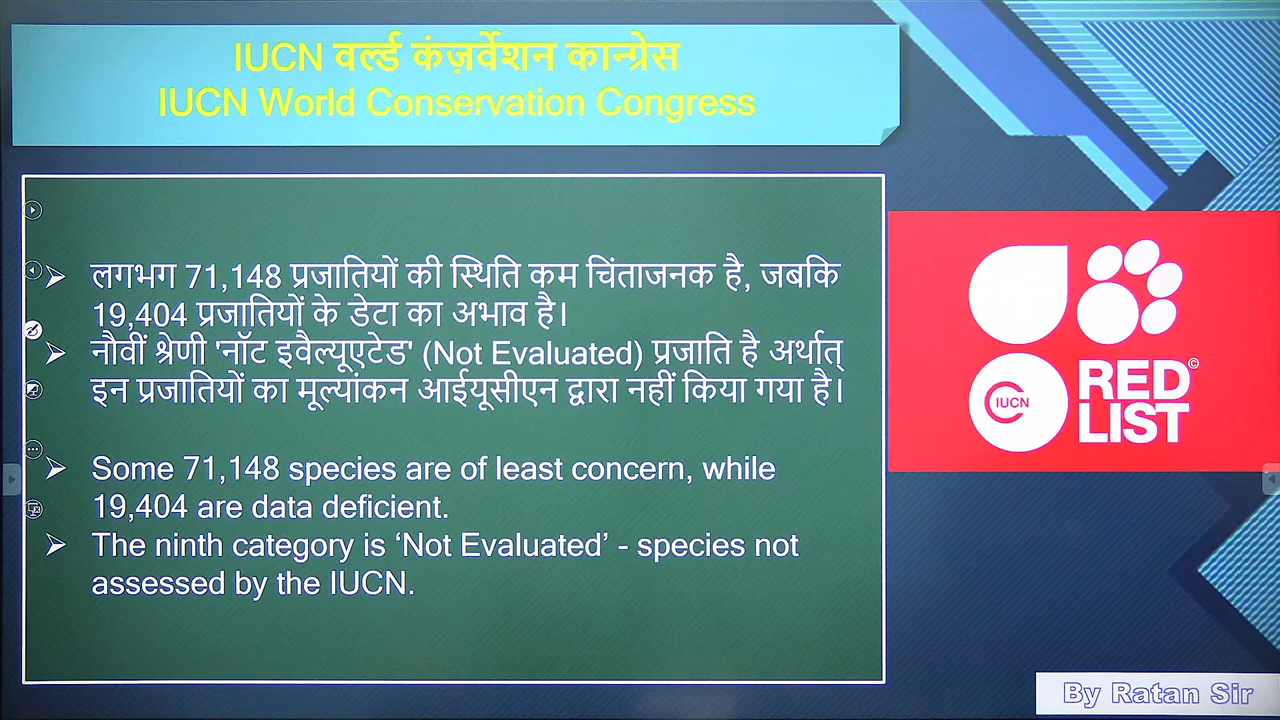 IUCN वर्ल्ड कंज़र्वेशन कान्ग्रेस
IUCN World Conservation Congress
➢ लगभग 71,148 प्रजातियों की स्थिति कम चिंताजनक है, जबकि
19,404 प्रजातियों के डेटा का अभाव है।
➢ नौवीं श्रेणी 'नॉट इवैल्यूएटेड' (Not Evaluated) प्रजाति है अर्थात्
इन प्रजातियों का मूल्यांकन आईयूसीएन द्वारा नहीं किया गया है।
➢ Some 71,148 species are of least concern, while
19,404 are data deficient.
➢ The ninth category is ‘Not Evaluated’ - species not
assessed by the IUCN.
IUCN
RED
LIST©
By Ratan Sir